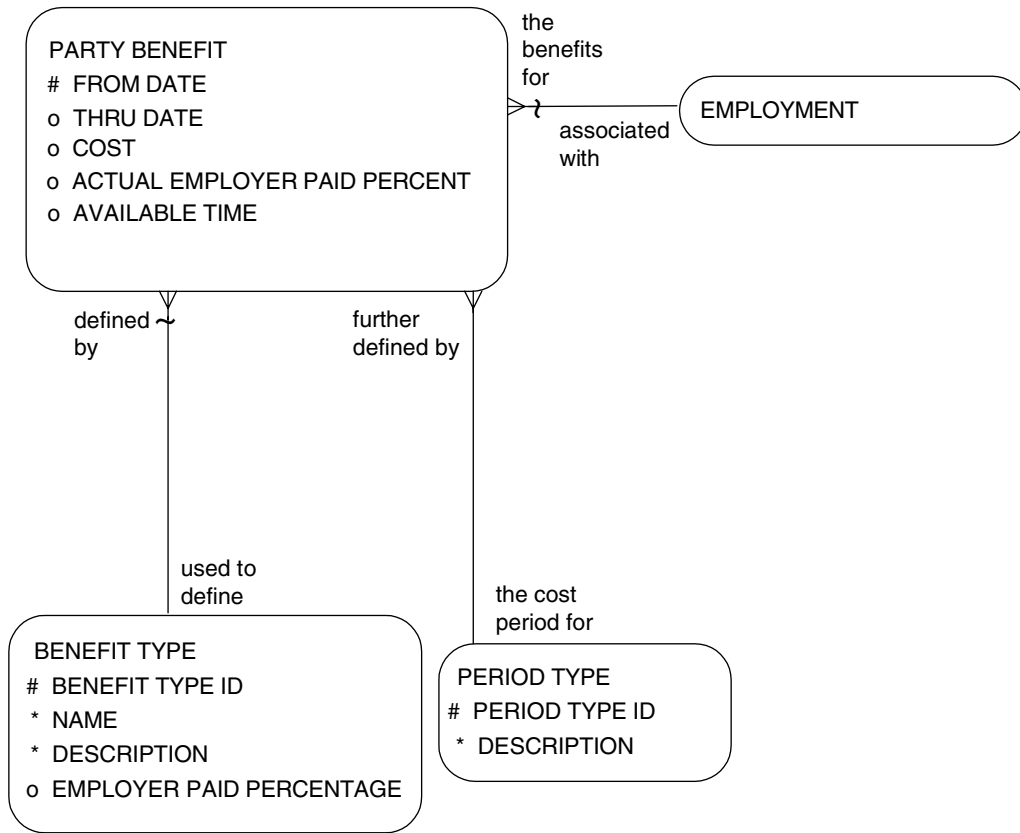 PARTY BENEFIT
# FROM DATE
o THRU DATE
o COST
o ACTUAL EMPLOYER PAID PERCENT
o AVAILABLE TIME
the
benefits
for
associated
with
EMPLOYMENT
defined
by
further
defined by
used to
define
the cost
period for
BENEFIT TYPE
# BENEFIT TYPE ID
* NAME
* DESCRIPTION
o EMPLOYER PAID PERCENTAGE
PERIOD TYPE
# PERIOD TYPE ID
* DESCRIPTION